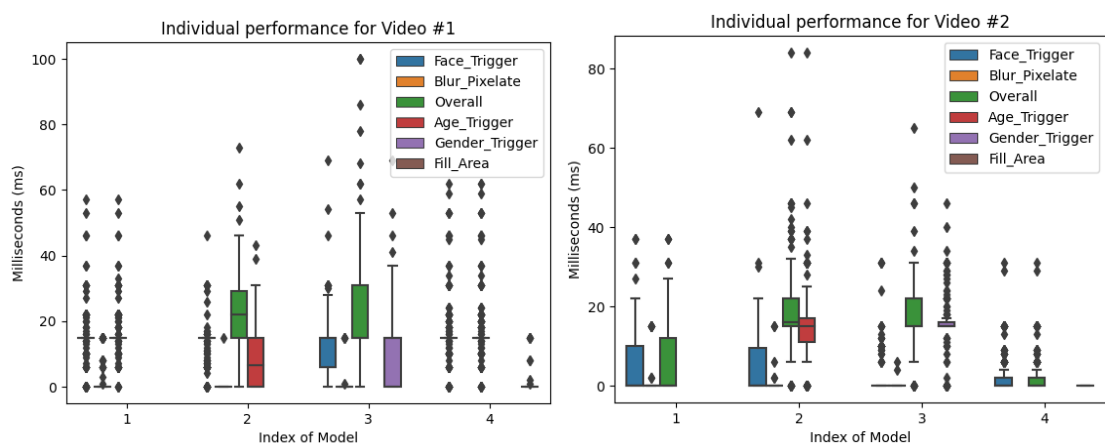 Individual performance for Video #1
Face_Trigger
Blur_Pixelate
Overall
Age_Trigger
Gender_Trigger
Fill_Area
Milliseconds (ms)
100
80
60
40
20
0
1 2 3 4
Index of Model
Individual performance for Video #2
Face_Trigger
Blur_Pixelate
Overall
Age_Trigger
Gender_Trigger
Fill_Area
Milliseconds (ms)
80
60
40
20
0
1 2 3 4
Index of Model